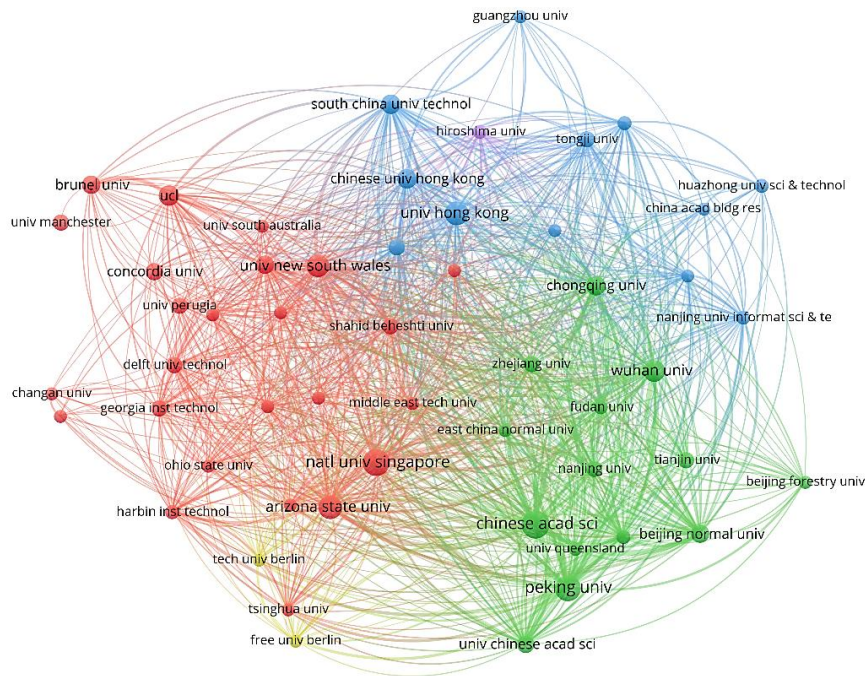 guangzhou univ
south china univ technol
hiroshima univ
tongji univ
chinese univ hong kong
brunel univ
ucl
huazhong univ sci & technol
china acad bldg res
univ manchester
univ south australia
univ hong kong
concordia univ
univ new south wales
chongqing univ
univ perugia
nanjing univ informat sci & te
shahid beheshti univ
delft univ technol
zhejiang univ
wuhan univ
changan univ
georgia inst technol
middle east tech univ
fudan univ
east china normal univ
natl univ singapore
ohio state univ
nanjing univ
tianjin univ
beijing forestry univ
harbin inst technol
arizona state univ
chinese acad sci
beijing normal univ
univ queensland
tech univ berlin
peking univ
tsinghua univ
free univ berlin
univ chinese acad sci